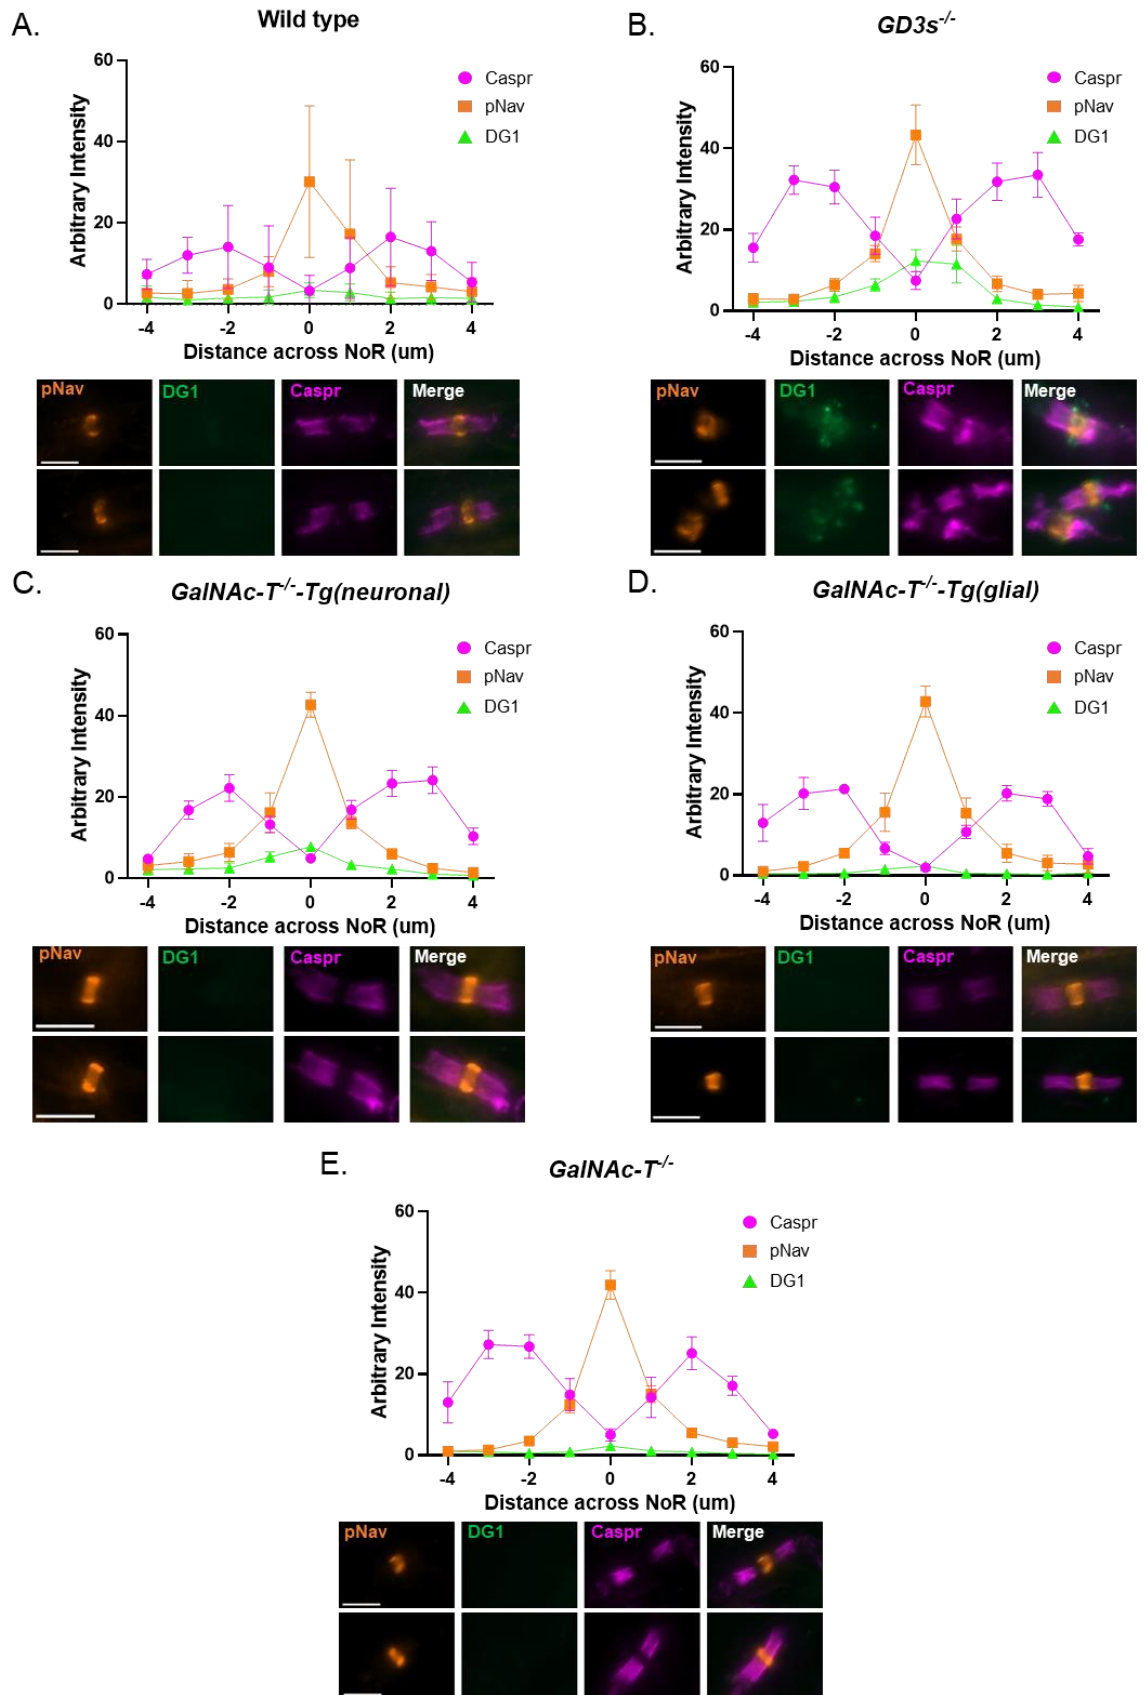 A.
Wild type
60
40
20
0
Arbitrary Intensity
-4 -2 0 2 4
Distance across NoR (um)
Caspr
pNav
DG1
pNav DG1 Caspr Merge
B.
GD3s-/-
60
40
20
0
Arbitrary Intensity
-4 -2 0 2 4
Distance across NoR (um)
Caspr
pNav
DG1
pNav DG1 Caspr Merge
C.
GalNAc-T-/--Tg(neuronal)
60
40
20
0
Arbitrary Intensity
-4 -2 0 2 4
Distance across NoR (um)
Caspr
pNav
DG1
pNav DG1 Caspr Merge
D.
GalNAc-T-/--Tg(glial)
60
40
20
0
Arbitrary Intensity
-4 -2 0 2 4
Distance across NoR (um)
Caspr
pNav
DG1
pNav DG1 Caspr Merge
E.
GalNAc-T-/-
60
40
20
0
Arbitrary Intensity
-4 -2 0 2 4
Distance across NoR (um)
Caspr
pNav
DG1
pNav DG1 Caspr Merge